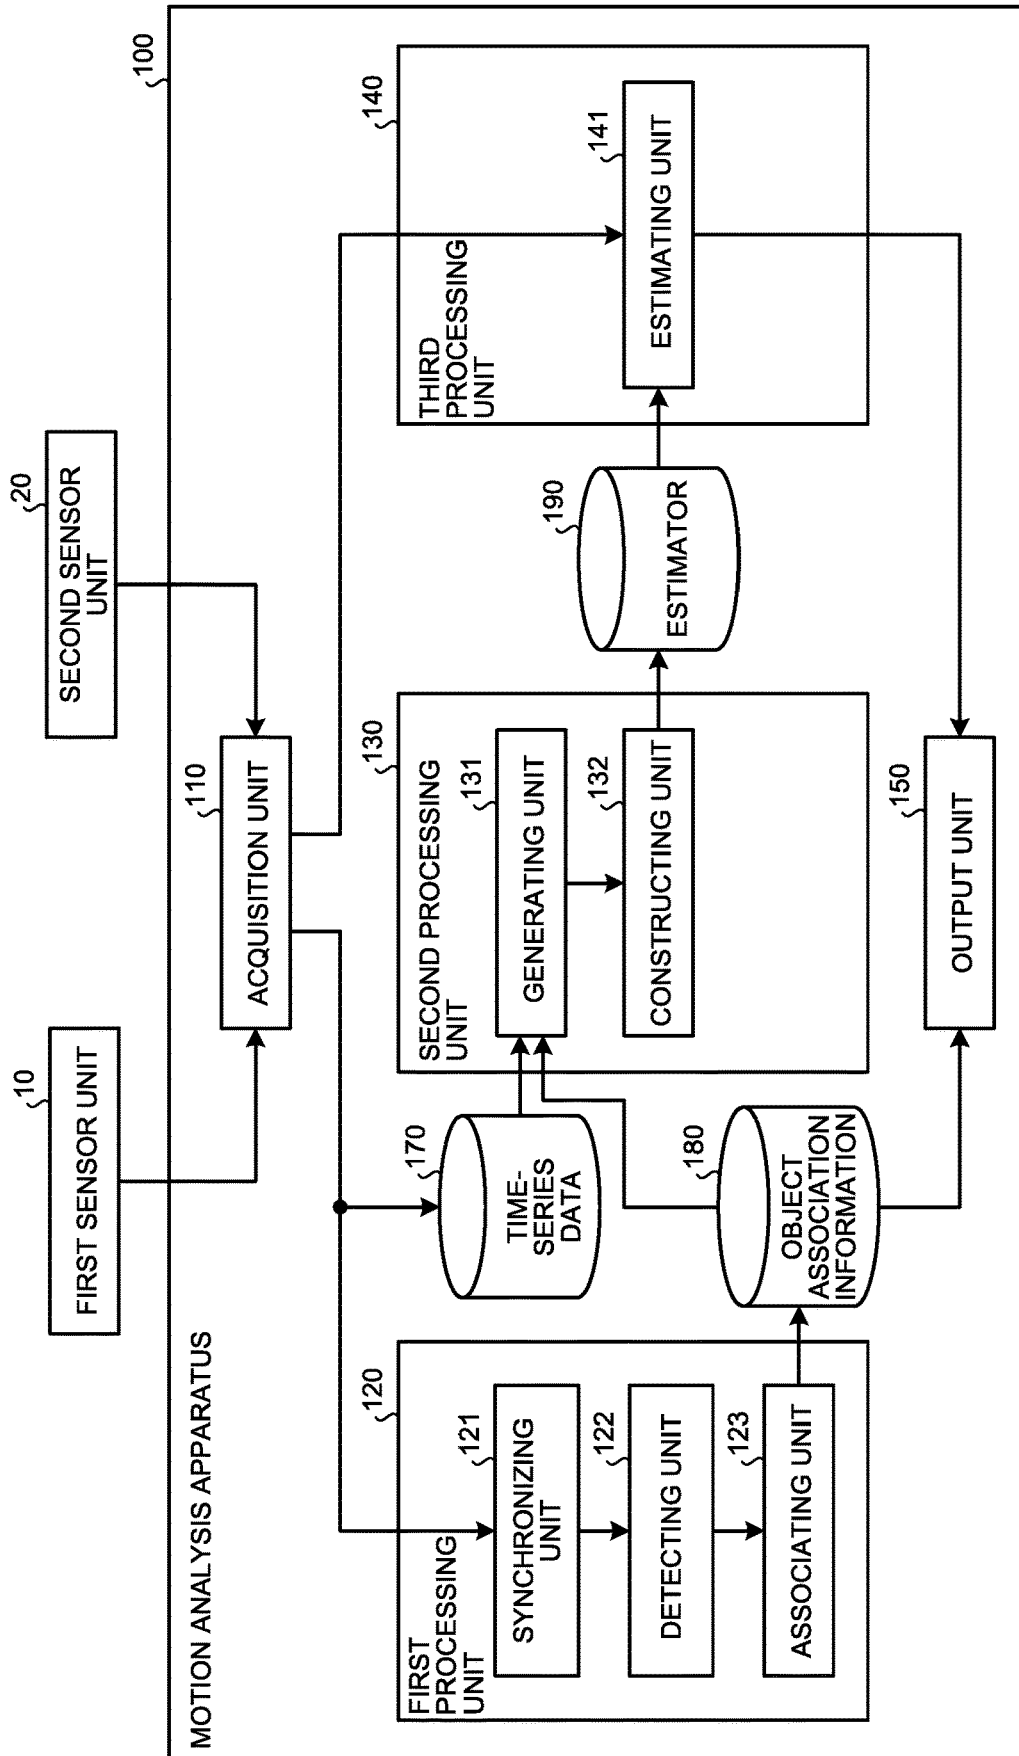 10
FIRST SENSOR UNIT
20
SECOND SENSOR
UNIT
100
MOTION ANALYSIS APPARATUS
110
ACQUISITION UNIT
120
FIRST
PROCESSING
UNIT
121
SYNCHRONIZING
UNIT
122
DETECTING UNIT
123
ASSOCIATING UNIT
170
TIME-
SERIES
DATA
180
OBJECT
ASSOCIATION
INFORMATION
130
SECOND PROCESSING
UNIT
131
GENERATING UNIT
132
CONSTRUCTING UNIT
190
ESTIMATOR
140
THIRD
PROCESSING
UNIT
141
ESTIMATING UNIT
150
OUTPUT UNIT